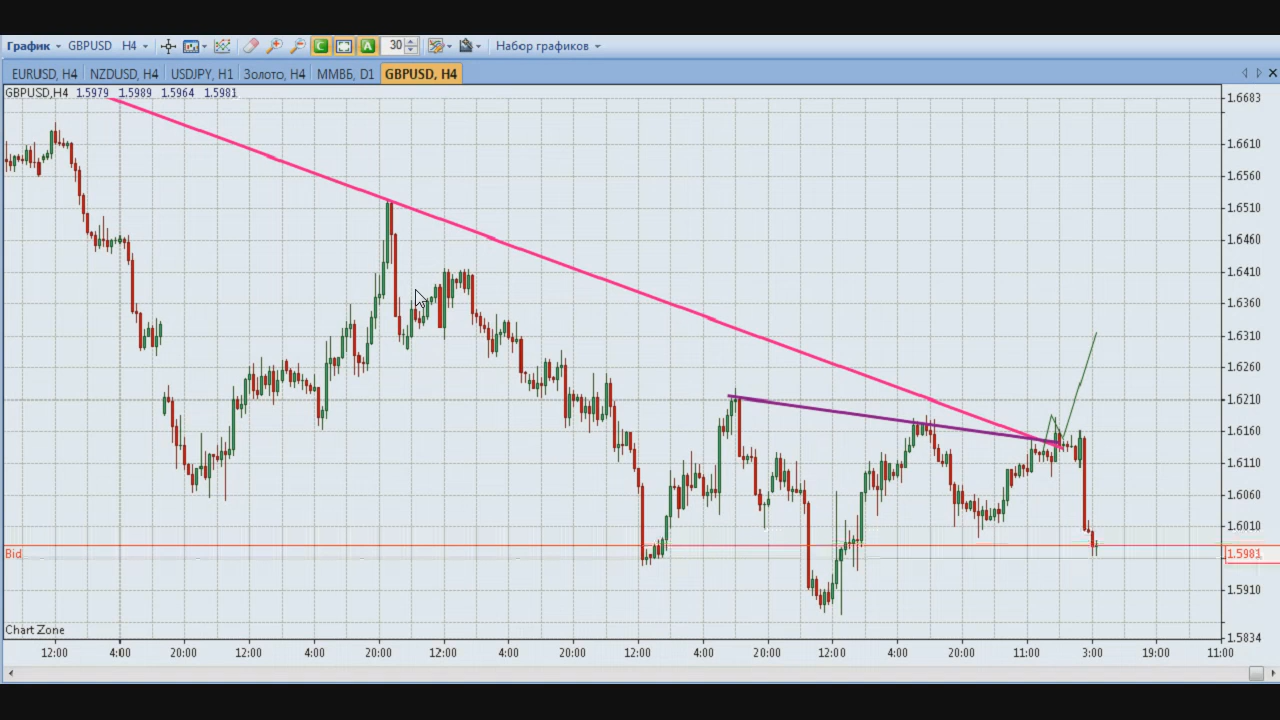 График GBPUSD H4 C A 30 Набор графиков
EURUSD, H4 NZDUSD, H4 USDJPY, H1 Золото, H4 ММВБ, D1 GBPUSD, H4
GBPUSD,H4 1.5979 1.5989 1.5964 1.5981
1.6683
1.6610
1.6560
1.6510
1.6460
1.6410
1.6360
1.6310
1.6260
1.6210
1.6160
1.6110
1.6060
1.6010
Bid 1.5981
1.5910
Chart Zone
1.5834
12:00 4:00 20:00 12:00 4:00 20:00 12:00 4:00 20:00 12:00 4:00 20:00 12:00 4:00 20:00 11:00 3:00 19:00 11:00